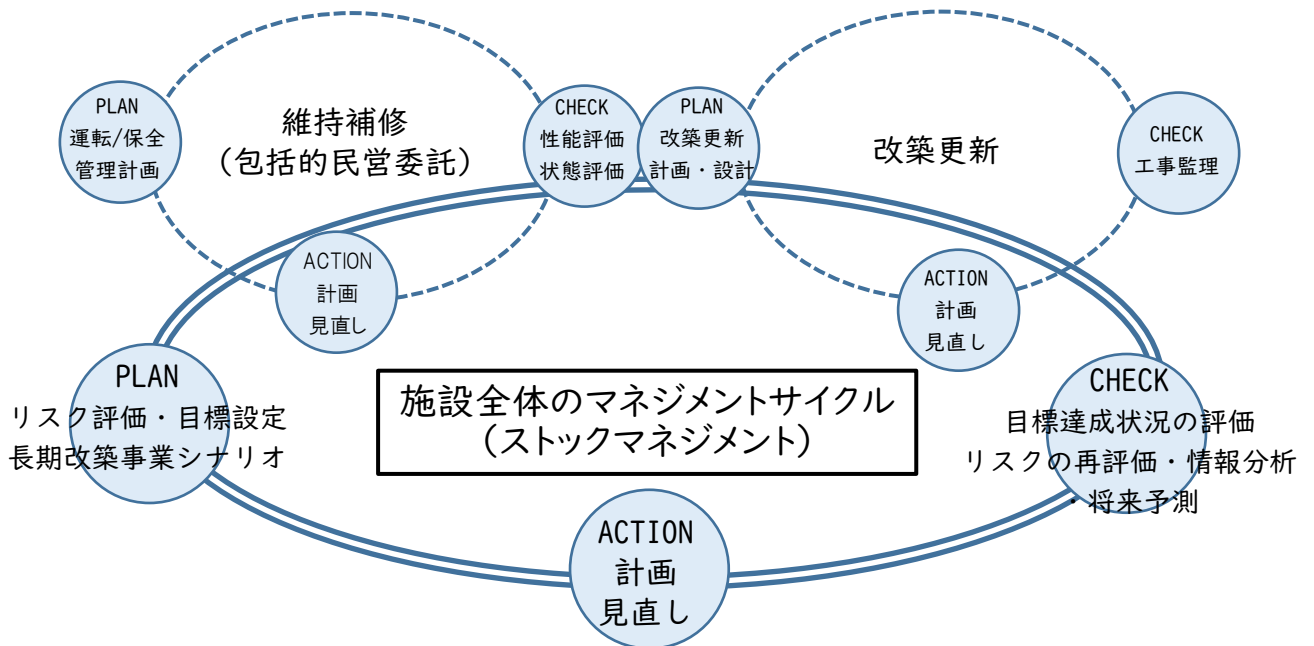 PLAN
運転/保全
管理計画
維持補修
(包括的民営委託)
CHECK
性能評価
状態評価
ACTION
計画
見直し
PLAN
改築更新
計画・設計
改築更新
CHECK
工事監理
ACTION
計画
見直し
PLAN
リスク評価・目標設定
長期改築事業シナリオ
施設全体のマネジメントサイクル
(ストックマネジメント)
CHECK
目標達成状況の評価
リスクの再評価・情報分析
・将来予測
ACTION
計画
見直し